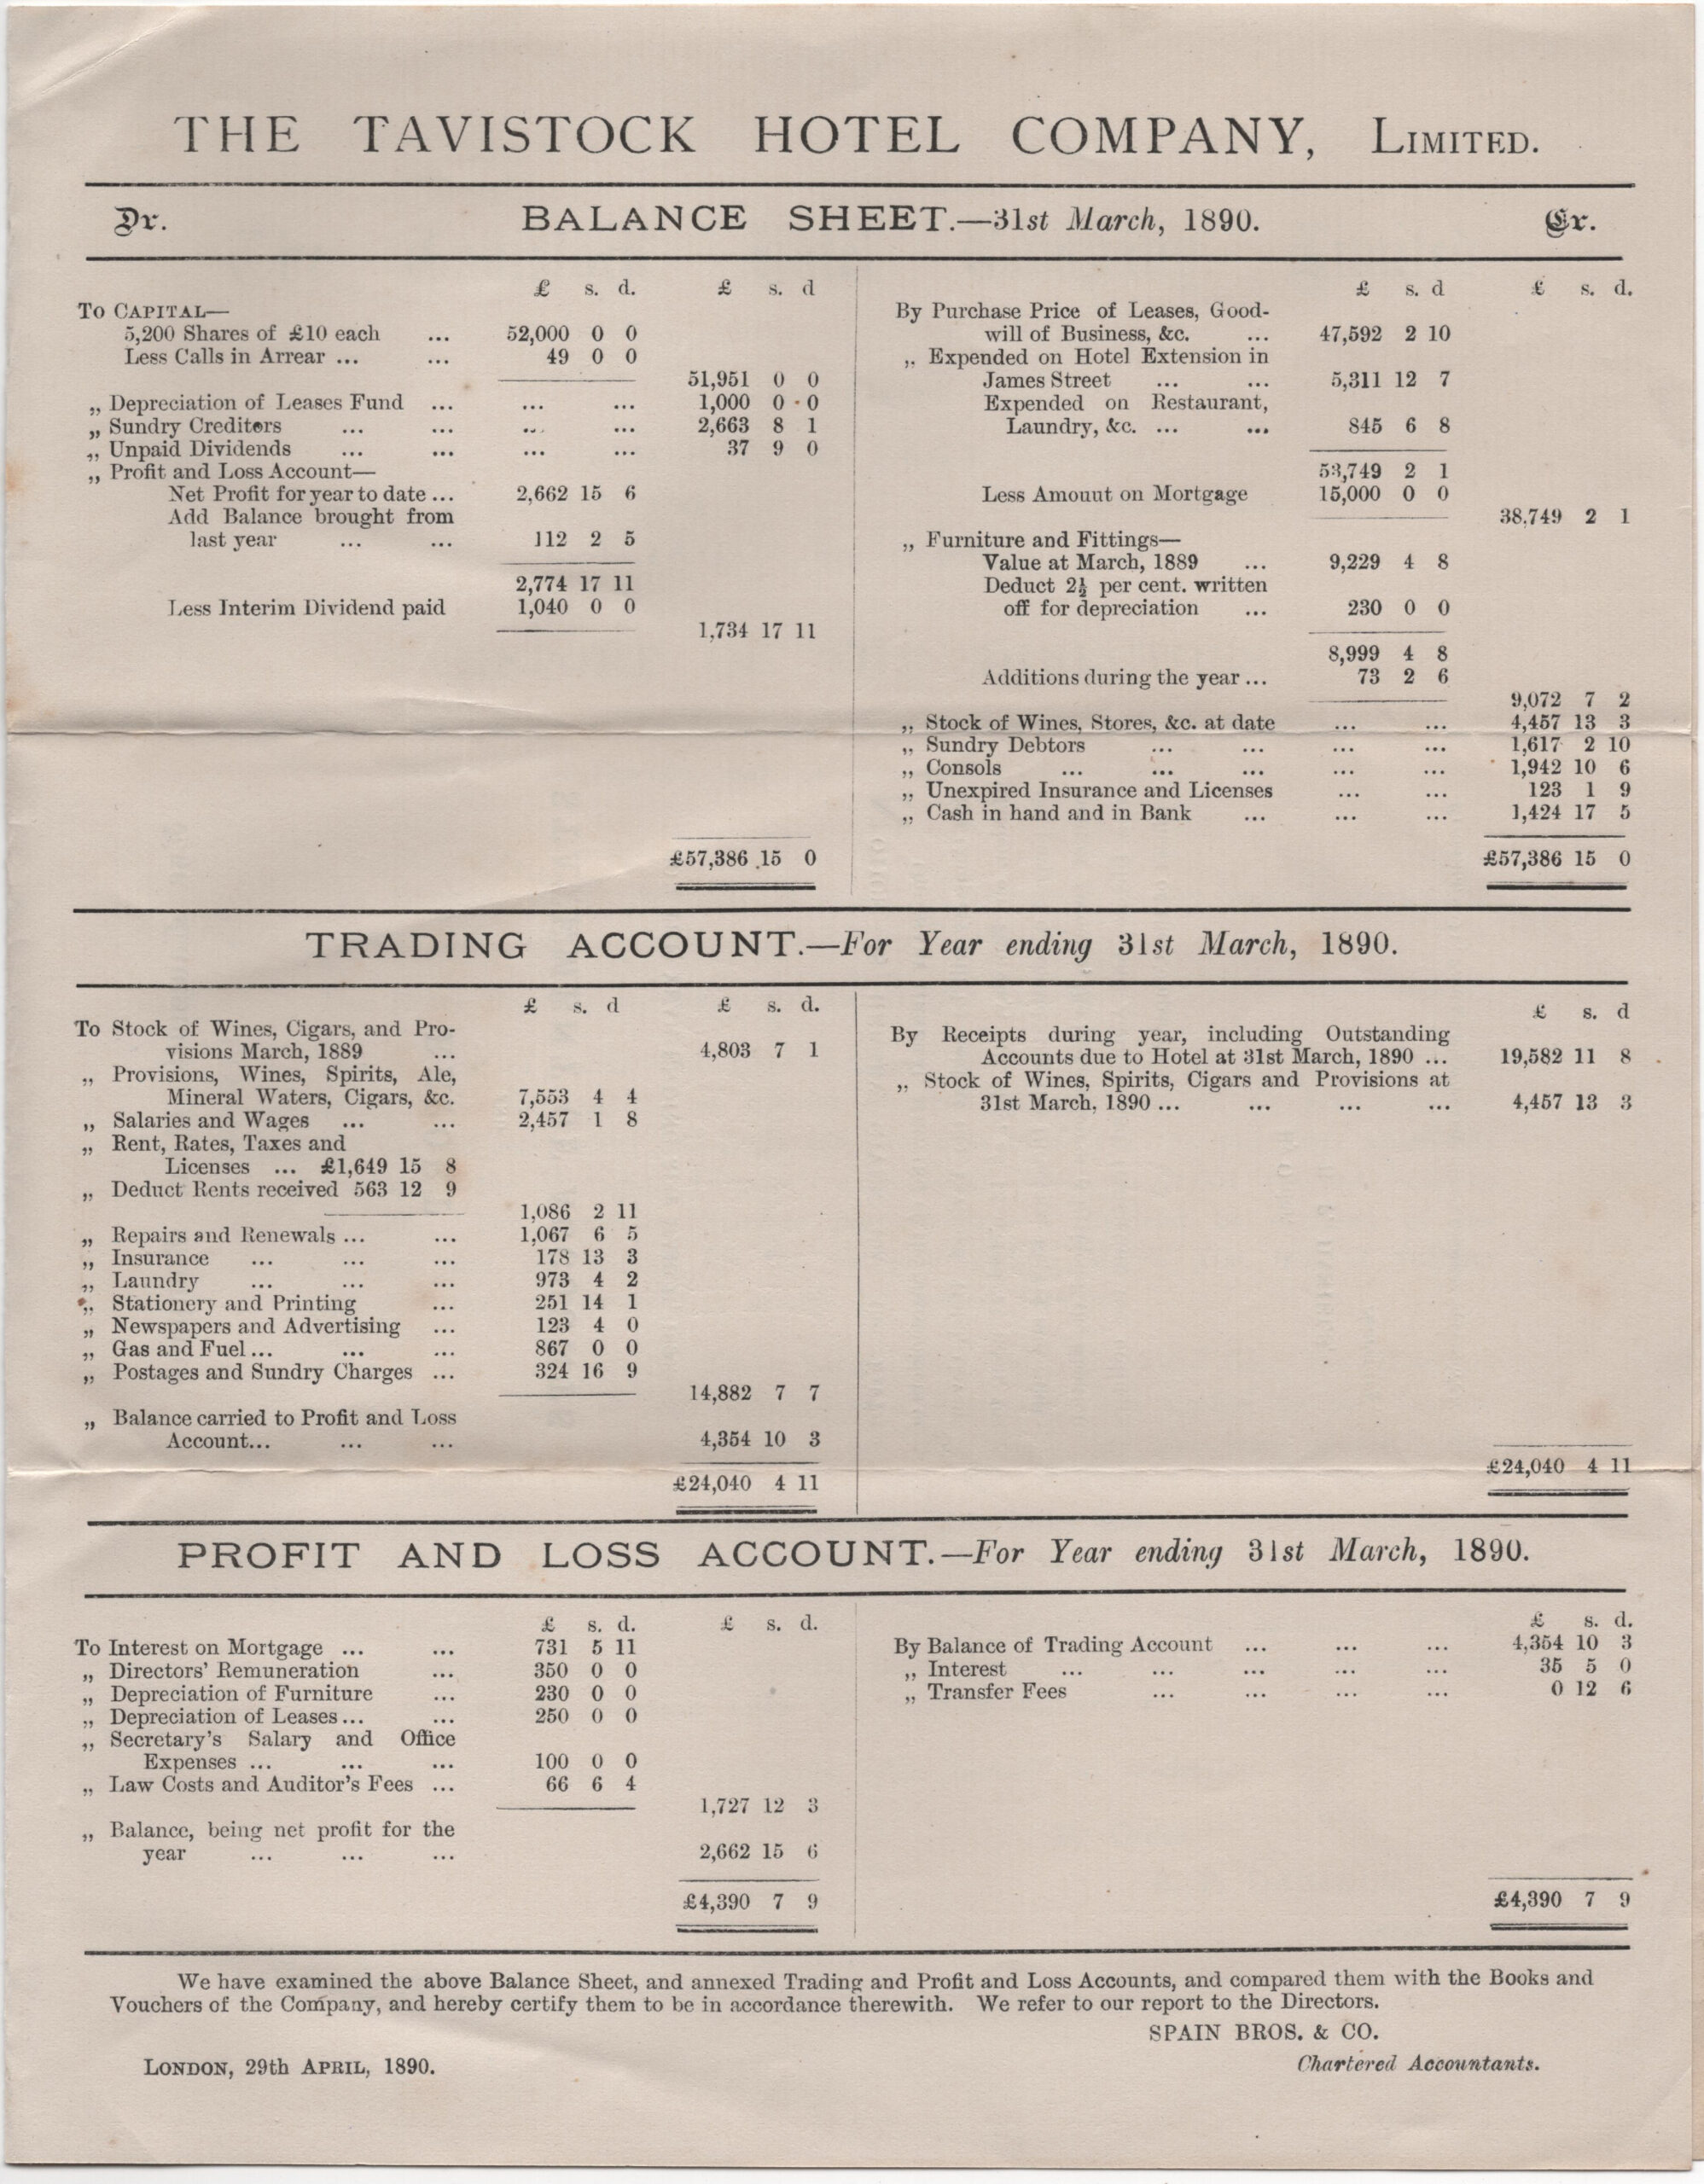 THE TAVISTOCK HOTEL COMPANY, LIMITED.
Dr. BALANCE SHEET.—31st March, 1890. Cr.
£ s. d. £ s. d
To CAPITAL—
5,200 Shares of £10 each ... 52,000 0 0
Less Calls in Arrear ... ... 49 0 0
51,951 0 0
„ Depreciation of Leases Fund ... ... ... 1,000 0 0
„ Sundry Creditors ... ... ... ... 2,663 8 1
„ Unpaid Dividends ... ... ... ... 37 9 0
„ Profit and Loss Account—
Net Profit for year to date ... 2,662 15 6
Add Balance brought from
last year ... ... 112 2 5
2,774 17 11
Less Interim Dividend paid 1,040 0 0
1,734 17 11
£57,386 15 0
£ s. d £ s. d.
By Purchase Price of Leases, Good-
will of Business, &c. ... 47,592 2 10
„ Expended on Hotel Extension in
James Street ... ... 5,311 12 7
Expended on Restaurant,
Laundry, &c. ... ... 845 6 8
53,749 2 1
Less Amount on Mortgage 15,000 0 0
38,749 2 1
„ Furniture and Fittings—
Value at March, 1889 ... 9,229 4 8
Deduct 2½ per cent. written
off for depreciation ... 230 0 0
8,999 4 8
Additions during the year ... 73 2 6
9,072 7 2
„ Stock of Wines, Stores, &c. at date ... ... 4,457 13 3
„ Sundry Debtors ... ... ... ... 1,617 2 10
„ Consols ... ... ... ... ... 1,942 10 6
„ Unexpired Insurance and Licenses ... ... 123 1 9
„ Cash in hand and in Bank ... ... ... 1,424 17 5
£57,386 15 0
TRADING ACCOUNT.—For Year ending 31st March, 1890.
£ s. d £ s. d.
To Stock of Wines, Cigars, and Pro-
visions March, 1889 ... 4,803 7 1
„ Provisions, Wines, Spirits, Ale,
Mineral Waters, Cigars, &c. 7,553 4 4
„ Salaries and Wages ... ... 2,457 1 8
„ Rent, Rates, Taxes and
Licenses ... £1,649 15 8
„ Deduct Rents received 563 12 9
1,086 2 11
„ Repairs and Renewals ... ... 1,067 6 5
„ Insurance ... ... ... 178 13 3
„ Laundry ... ... ... 973 4 2
„ Stationery and Printing ... 251 14 1
„ Newspapers and Advertising ... 123 4 0
„ Gas and Fuel ... ... ... 867 0 0
„ Postages and Sundry Charges ... 324 16 9
14,882 7 7
„ Balance carried to Profit and Loss
Account... ... ... 4,354 10 3
£24,040 4 11
£ s. d
By Receipts during year, including Outstanding
Accounts due to Hotel at 31st March, 1890 ... 19,582 11 8
„ Stock of Wines, Spirits, Cigars and Provisions at
31st March, 1890 ... ... ... ... 4,457 13 3
£24,040 4 11
PROFIT AND LOSS ACCOUNT.—For Year ending 31st March, 1890.
£ s. d. £ s. d.
To Interest on Mortgage ... ... 731 5 11
„ Directors' Remuneration ... 350 0 0
„ Depreciation of Furniture ... 230 0 0
„ Depreciation of Leases ... ... 250 0 0
„ Secretary's Salary and Office
Expenses ... ... ... 100 0 0
„ Law Costs and Auditor's Fees ... 66 6 4
1,727 12 3
„ Balance, being net profit for the
year ... ... ... 2,662 15 6
£4,390 7 9
£ s. d.
By Balance of Trading Account ... ... ... 4,354 10 3
„ Interest ... ... ... ... ... 35 5 0
„ Transfer Fees ... ... ... ... 0 12 6
£4,390 7 9
We have examined the above Balance Sheet, and annexed Trading and Profit and Loss Accounts, and compared them with the Books and
Vouchers of the Company, and hereby certify them to be in accordance therewith. We refer to our report to the Directors.
SPAIN BROS. & CO.
Chartered Accountants.
LONDON, 29th APRIL, 1890.